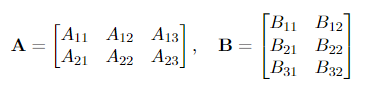 A = [A₁₁ A₁₂ A₁₃
A₂₁ A₂₂ A₂₃], B = [B₁₁ B₁₂
B₂₁ B₂₂
B₃₁ B₃₂]